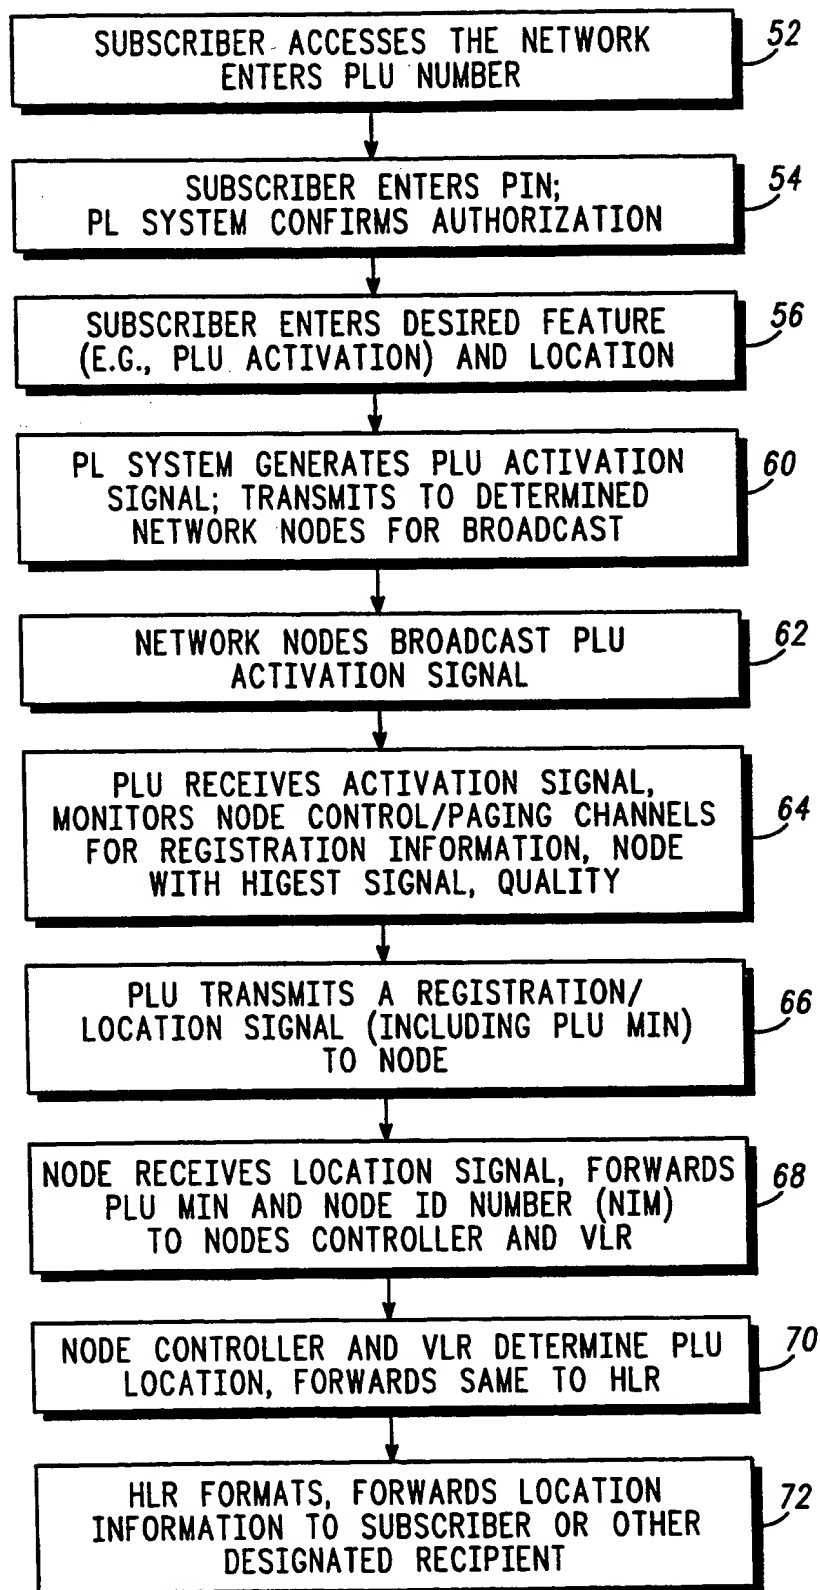 SUBSCRIBER ACCESSES THE NETWORK
ENTERS PLU NUMBER
52
SUBSCRIBER ENTERS PIN;
PL SYSTEM CONFIRMS AUTHORIZATION
54
SUBSCRIBER ENTERS DESIRED FEATURE
(E.G., PLU ACTIVATION) AND LOCATION
56
PL SYSTEM GENERATES PLU ACTIVATION
SIGNAL; TRANSMITS TO DETERMINED
NETWORK NODES FOR BROADCAST
60
NETWORK NODES BROADCAST PLU
ACTIVATION SIGNAL
62
PLU RECEIVES ACTIVATION SIGNAL,
MONITORS NODE CONTROL/PAGING CHANNELS
FOR REGISTRATION INFORMATION, NODE
WITH HIGEST SIGNAL, QUALITY
64
PLU TRANSMITS A REGISTRATION/
LOCATION SIGNAL (INCLUDING PLU MIN)
TO NODE
66
NODE RECEIVES LOCATION SIGNAL, FORWARDS
PLU MIN AND NODE ID NUMBER (NIM)
TO NODES CONTROLLER AND VLR
68
NODE CONTROLLER AND VLR DETERMINE PLU
LOCATION, FORWARDS SAME TO HLR
70
HLR FORMATS, FORWARDS LOCATION
INFORMATION TO SUBSCRIBER OR OTHER
DESIGNATED RECIPIENT
72